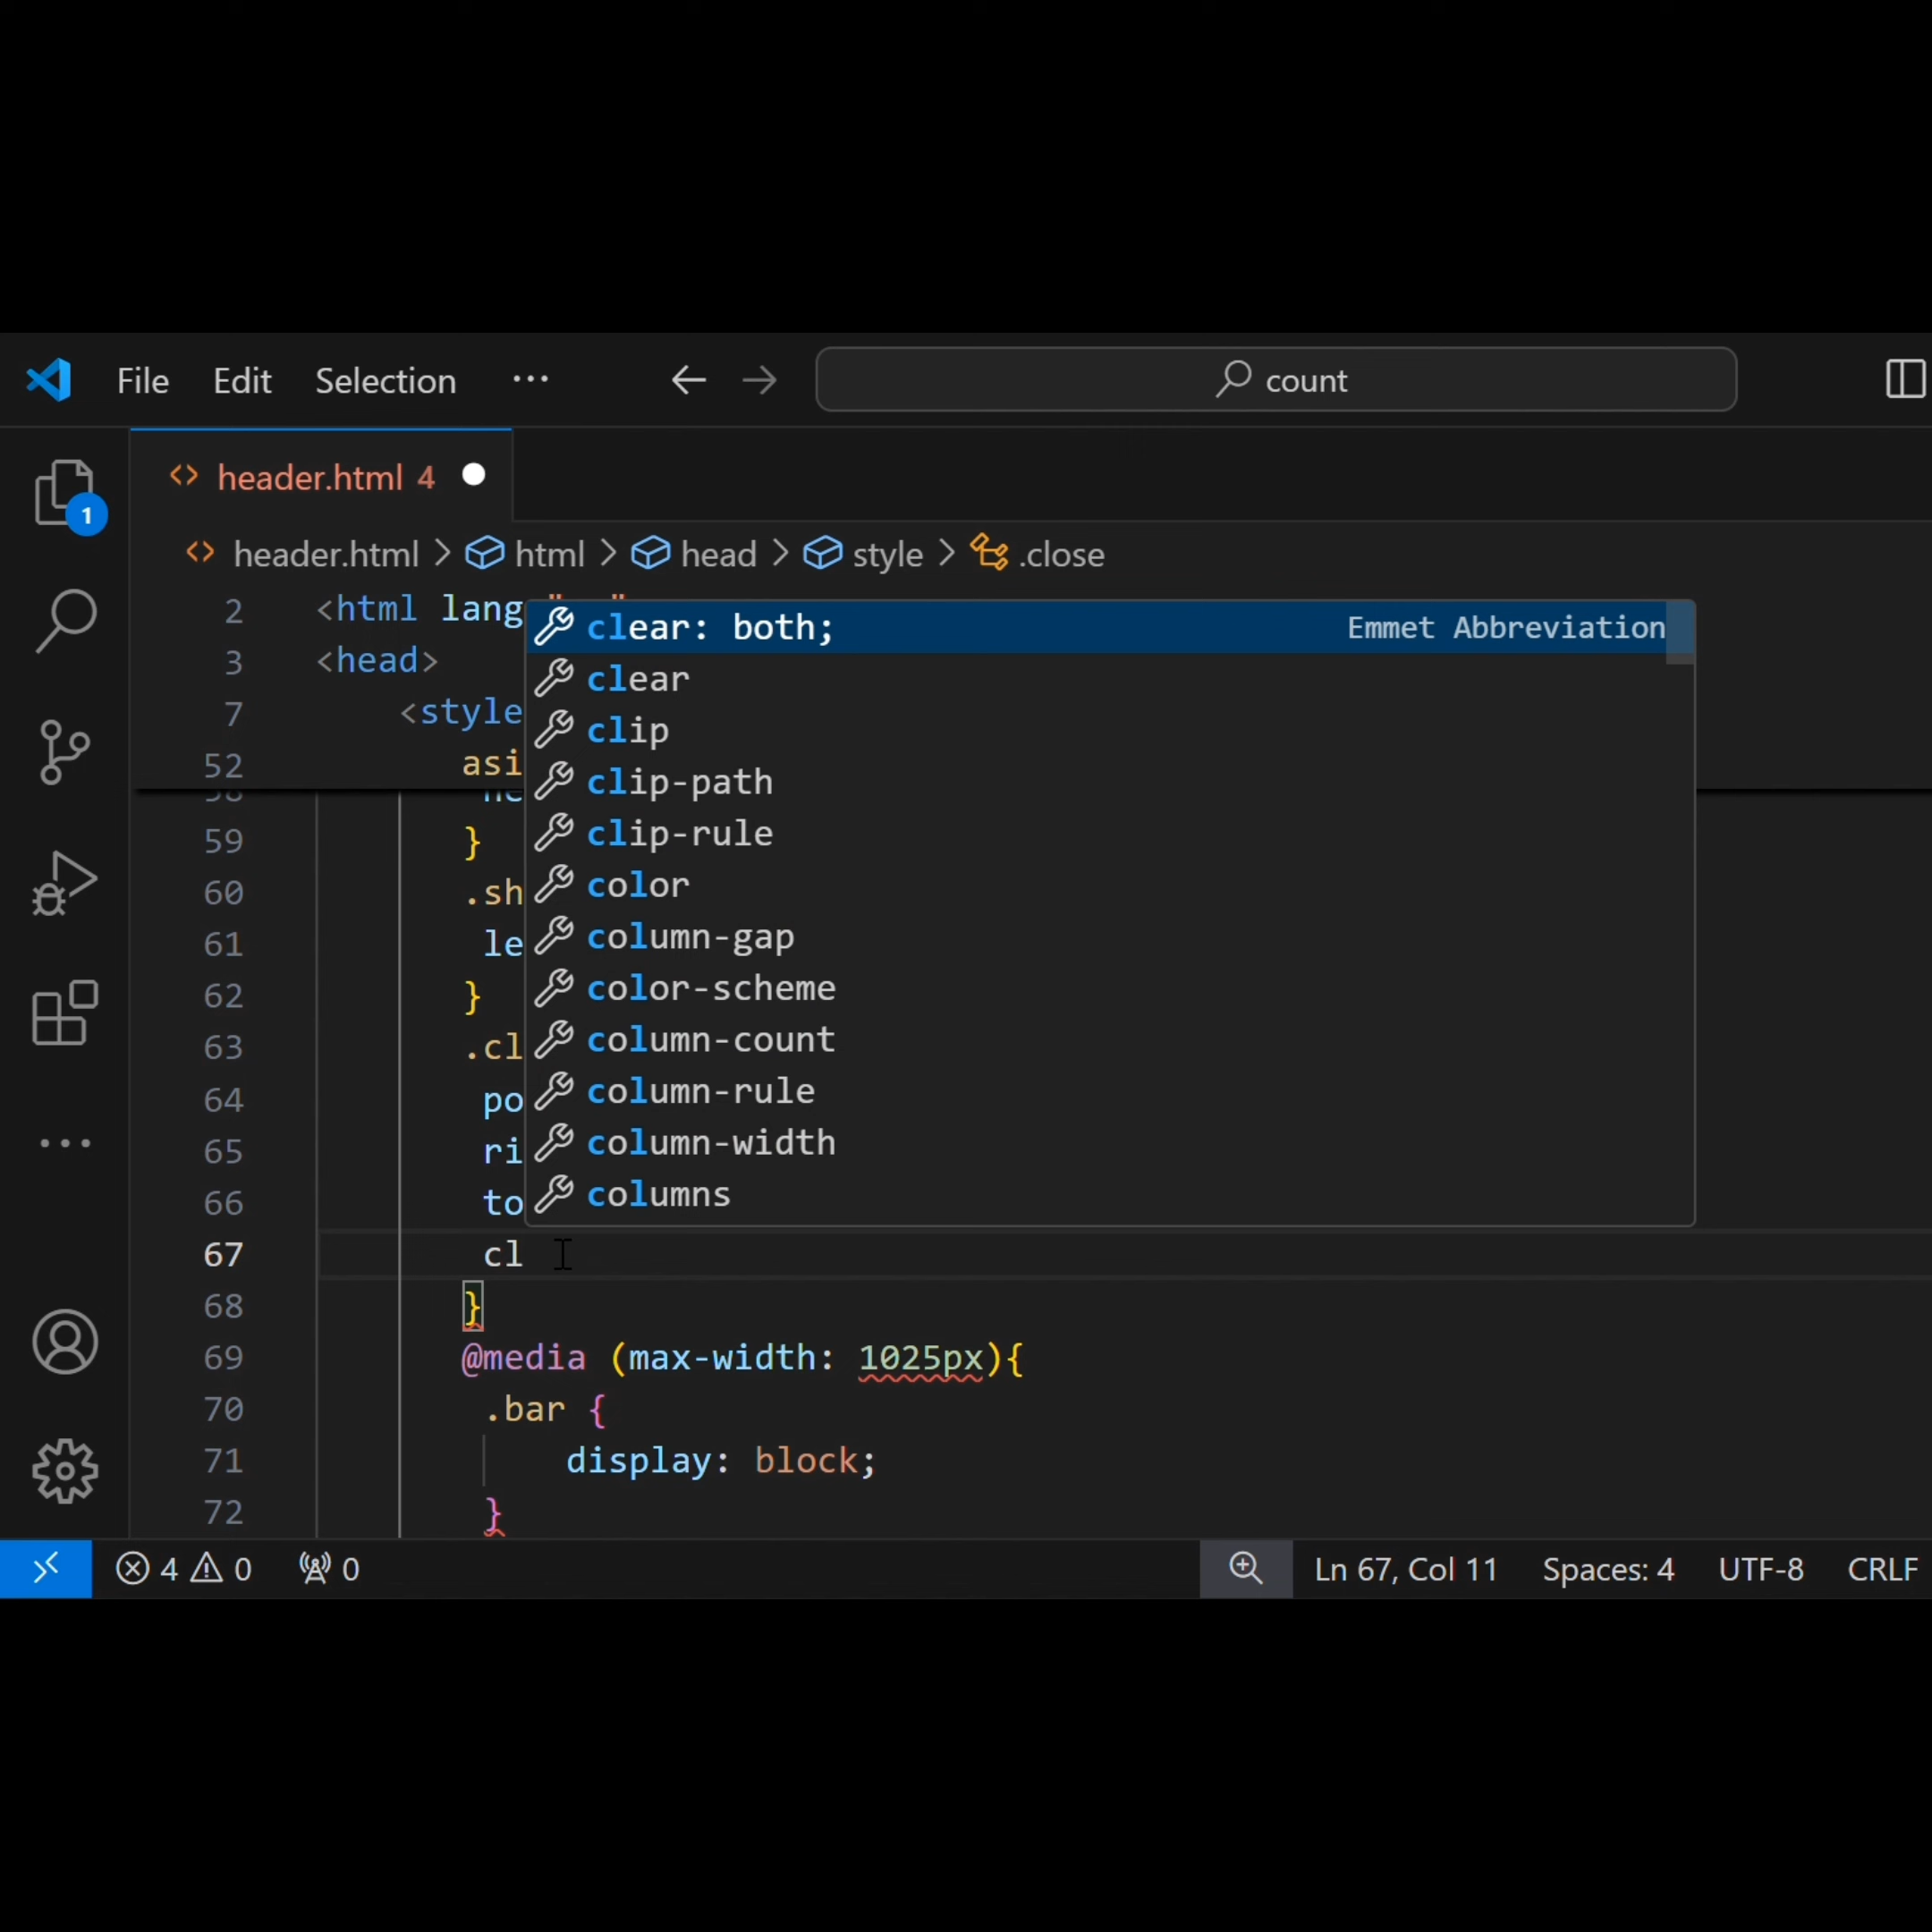 File Edit Selection ··· count
header.html 4
header.html > html > head > style > .close
2 <html lang
3 <head>
7 <style
52 asi
59 }
60 .sh
61 le
62 }
63 .cl
64 po
65 ri
66 to
clear: both; Emmet Abbreviation
clear
clip
clip-path
clip-rule
color
column-gap
color-scheme
column-count
column-rule
column-width
columns
67 cl
68 }
69 @media (max-width: 1025px){
70 .bar {
71 display: block;
72 }
1
4 0 0 Ln 67, Col 11 Spaces: 4 UTF-8 CRLF